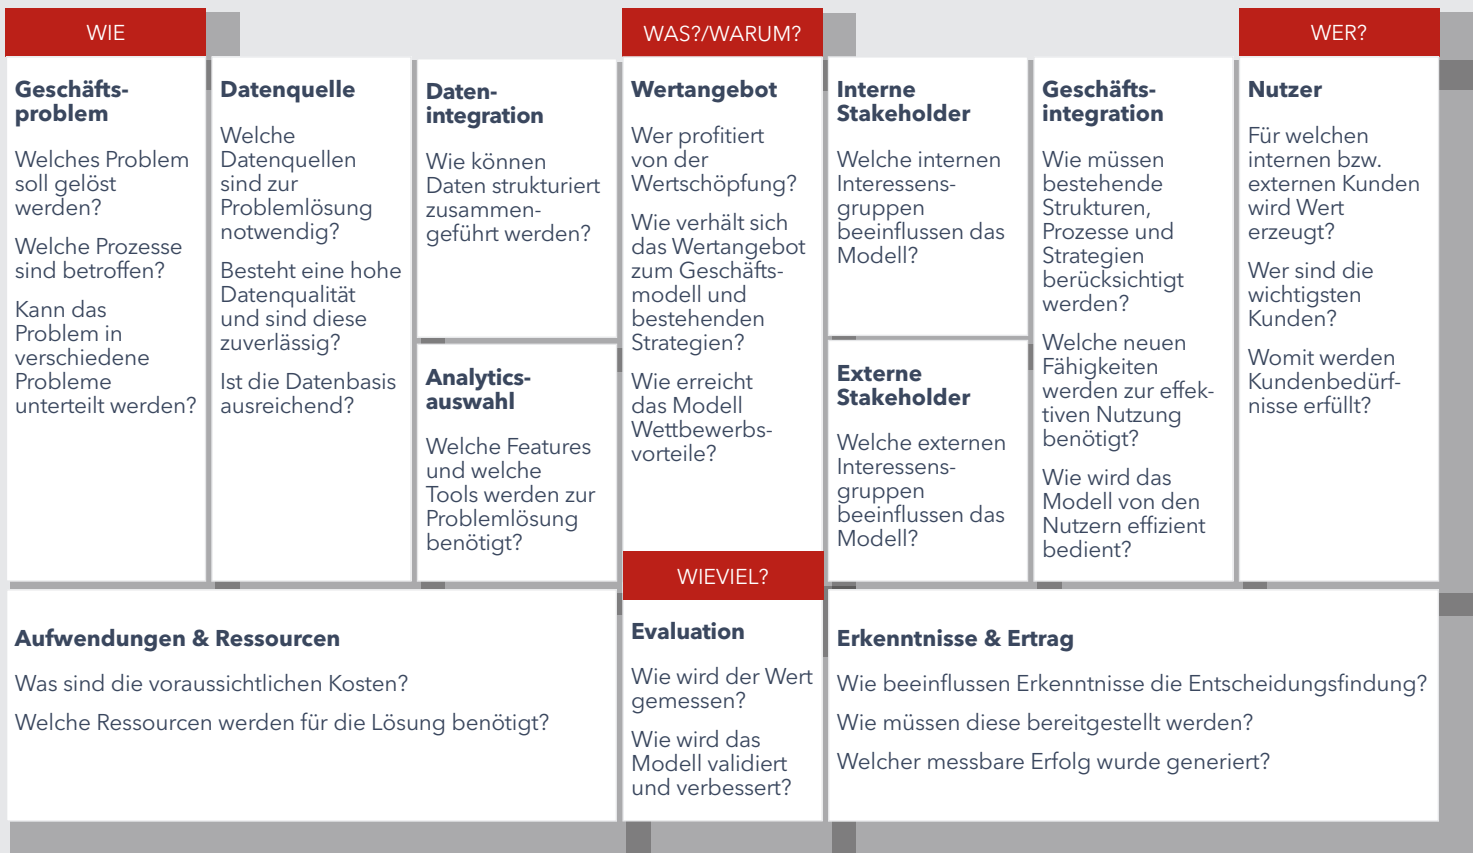 WIE
Geschäfts-
problem
Welches Problem
soll gelöst
werden?
Welche Prozesse
sind betroffen?
Kann das
Problem in
verschiedene
Probleme
unterteilt werden?
Datenquelle
Welche
Datenquellen
sind zur
Problemlösung
notwendig?
Besteht eine hohe
Datenqualität
und sind diese
zuverlässig?
Ist die Datenbasis
ausreichend?
Daten-
integration
Wie können
Daten strukturiert
zusammen-
geführt werden?
Analytics-
auswahl
Welche Features
und welche
Tools werden zur
Problemlösung
benötigt?
WAS?/WARUM?
Wertangebot
Wer profitiert
von der
Wertschöpfung?
Wie verhält sich
das Wertangebot
zum Geschäfts-
modell und
bestehenden
Strategien?
Wie erreicht
das Modell
Wettbewerbs-
vorteile?
Interne
Stakeholder
Welche internen
Interessens-
gruppen
beeinflussen das
Modell?
Externe
Stakeholder
Welche externen
Interessens-
gruppen
beeinflussen das
Modell?
Geschäfts-
integration
Wie müssen
bestehende
Strukturen,
Prozesse und
Strategien
berücksichtigt
werden?
Welche neuen
Fähigkeiten
werden zur effek-
tiven Nutzung
benötigt?
Wie wird das
Modell von den
Nutzern effizient
bedient?
WER?
Nutzer
Für welchen
internen bzw.
externen Kunden
wird Wert
erzeugt?
Wer sind die
wichtigsten
Kunden?
Womit werden
Kundenbedürf-
nisse erfüllt?
Aufwendungen & Ressourcen
Was sind die voraussichtlichen Kosten?
Welche Ressourcen werden für die Lösung benötigt?
WIEVIEL?
Evaluation
Wie wird der Wert
gemessen?
Wie wird das
Modell validiert
und verbessert?
Erkenntnisse & Ertrag
Wie beeinflussen Erkenntnisse die Entscheidungsfindung?
Wie müssen diese bereitgestellt werden?
Welcher messbare Erfolg wurde generiert?